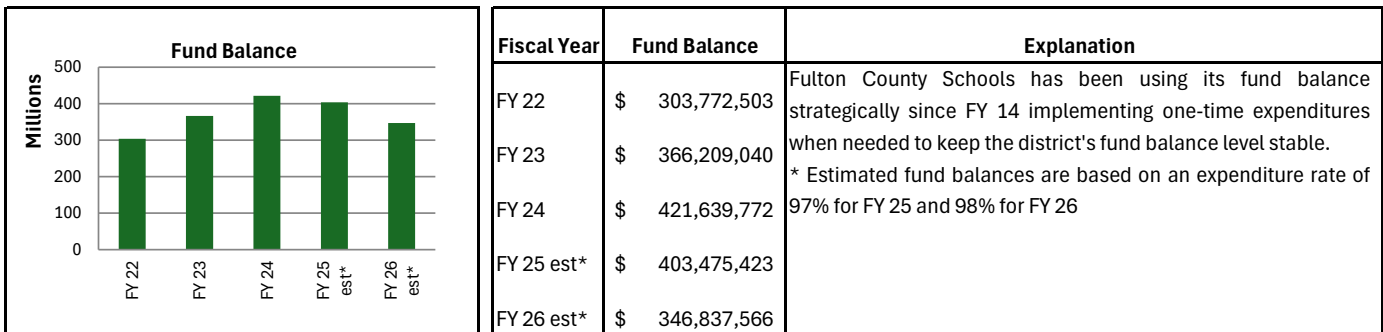 Fund Balance
Millions
500
400
300
200
100
0
FY 22
FY 23
FY 24
FY 25
est*
FY 26
est*
Fiscal Year Fund Balance Explanation
FY 22 $ 303,772,503
FY 23 $ 366,209,040
FY 24 $ 421,639,772
FY 25 est* $ 403,475,423
FY 26 est* $ 346,837,566
Fulton County Schools has been using its fund balance
strategically since FY 14 implementing one-time expenditures
when needed to keep the district's fund balance level stable.
* Estimated fund balances are based on an expenditure rate of
97% for FY 25 and 98% for FY 26